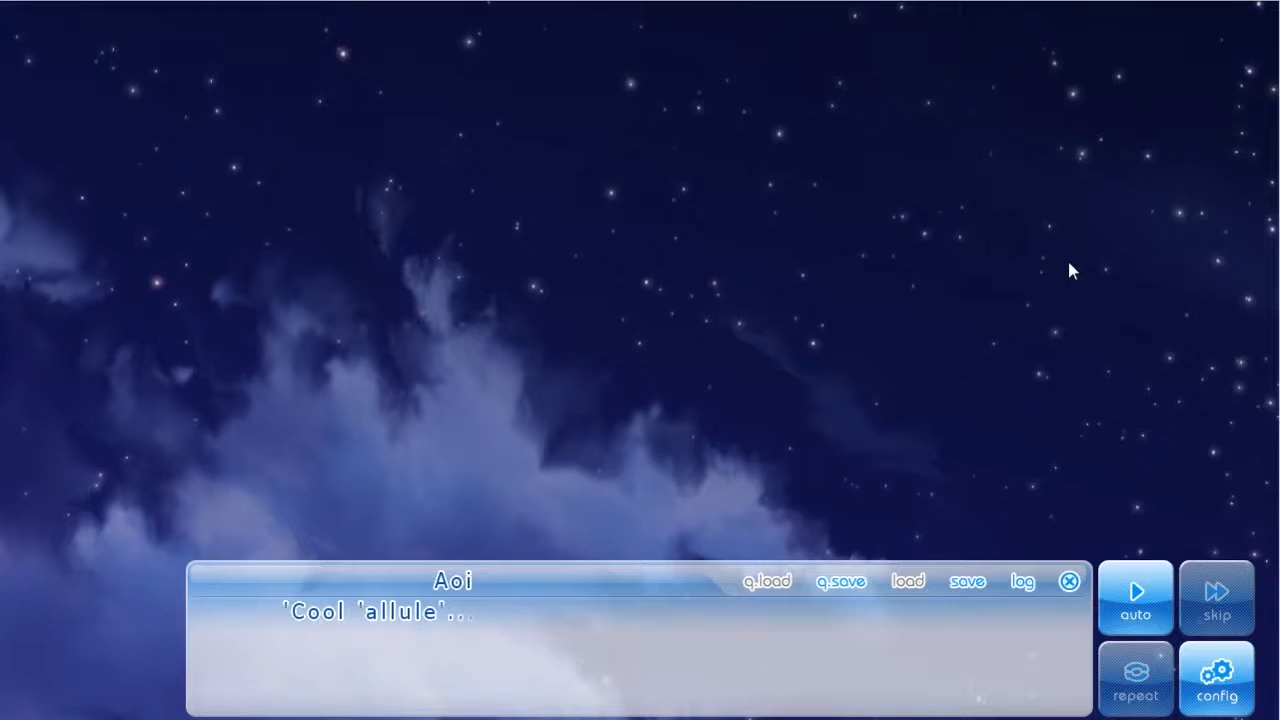 Aoi
q.load q.save load save log
'Cool 'allule'...
auto
skip
repeat
config